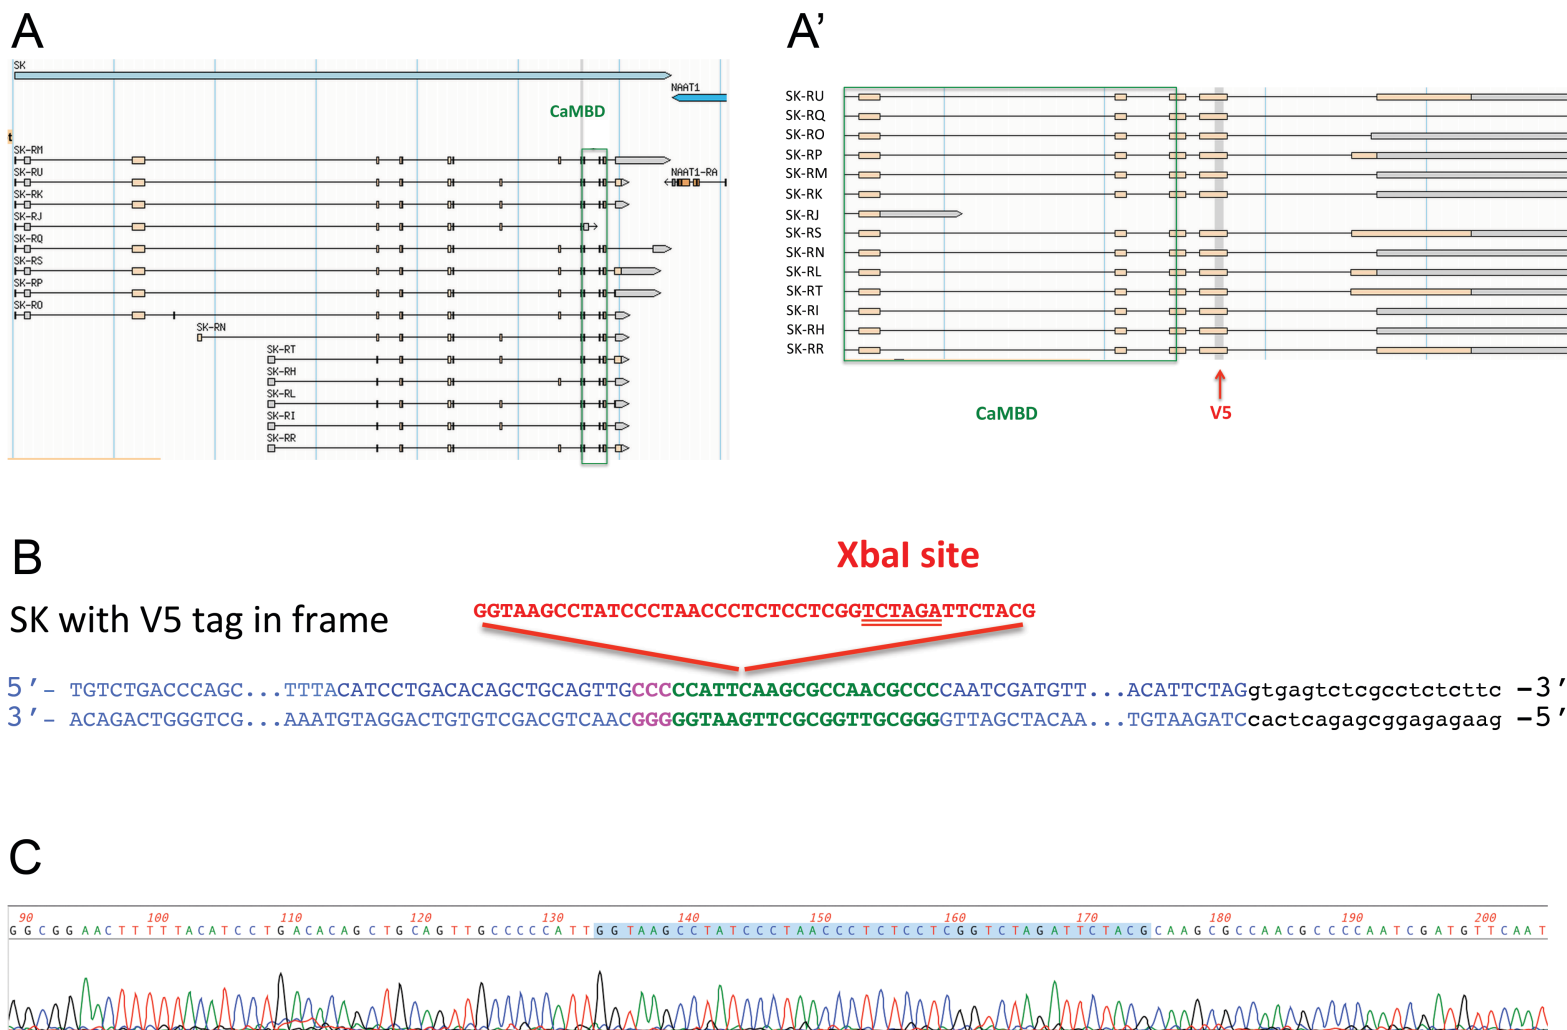 A
SK
NAAT1
CaMBD
t
SK-RM
SK-RU
NAAT1-RA
SK-RK
SK-RJ
SK-RQ
SK-RS
SK-RP
SK-RO
SK-RN
SK-RT
SK-RH
SK-RL
SK-RI
SK-RR
A’
SK-RU
SK-RQ
SK-RO
SK-RP
SK-RM
SK-RK
SK-RJ
SK-RS
SK-RN
SK-RL
SK-RT
SK-RI
SK-RH
SK-RR
CaMBD
V5
B
XbaI site
SK with V5 tag in frame
GGTAAGCCTATCCCTAACCCTCTCCTCGGTCTAGATTCTACG
5’– TGTCTGACCCAGC...TTTACATCCTGACACAGCTGCAGTTGCCCCCATTCAAGCGCCAACGCCCCAATCGATGTT...ACATTCTAGgtgagtctcgcctctcttc –3’
3’– ACAGACTGGGTCG...AAATGTAGGACTGTGTCGACGTCAACGGGGGTAAGTTCGCGGTTGCGGGGTTAGCTACAA...TGTAAGATCcactcagagcggagagaag –5’
C
90 100 110 120 130 140 150 160 170 180 190 200
GGCGGAACTTTTTACATCCTGACACAGCTGCAGTTGCCCCCATTGGTAAGCCTATCCCTAACCCTCTCCTCGGTCTAGATTCTACGCAAGCGCCAACGCCCCAATCGATGTTCAAT